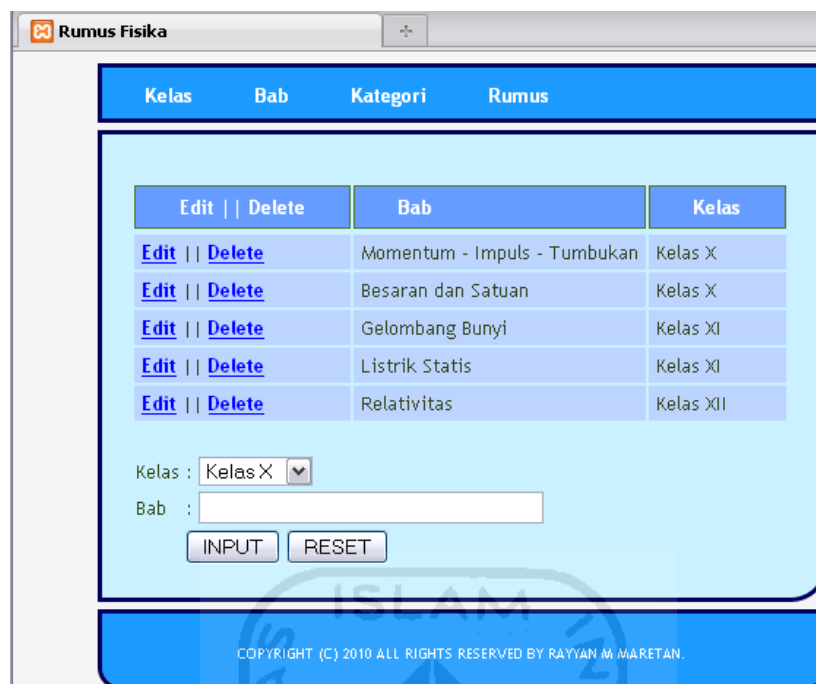 Rumus Fisika
Kelas Bab Kategori Rumus
Edit || Delete Bab Kelas
Edit || Delete Momentum - Impuls - Tumbukan Kelas X
Edit || Delete Besaran dan Satuan Kelas X
Edit || Delete Gelombang Bunyi Kelas XI
Edit || Delete Listrik Statis Kelas XI
Edit || Delete Relativitas Kelas XII
Kelas : Kelas X
Bab :
INPUT RESET
ISLAM
COPYRIGHT (C) 2010 ALL RIGHTS RESERVED BY RAYYAN M MARETAN.